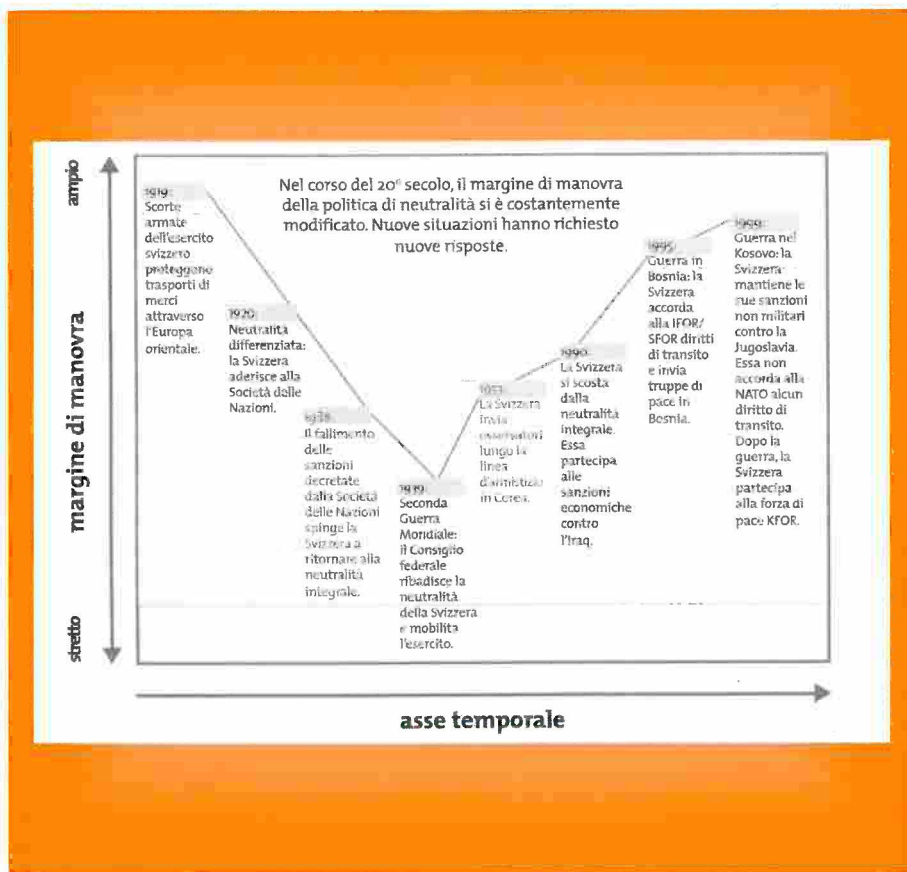 ampio
margine di manovra
stretto
Nel corso del 20° secolo, il margine di manovra
della politica di neutralità si è costantemente
modificato. Nuove situazioni hanno richiesto
nuove risposte.
1919:
Scorte
armate
dell'esercito
svizzero
proteggono
trasporti di
merci
attraverso
l'Europa
orientale.
1920:
Neutralità
differenziata:
la Svizzera
aderisce alla
Società delle
Nazioni.
1938:
Il fallimento
delle
sanzioni
decretate
dalla Società
delle Nazioni
spinge la
Svizzera a
ritornare alla
neutralità
integrale.
1939:
Seconda
Guerra
Mondiale:
il Consiglio
federale
ribadisce la
neutralità
della Svizzera
e mobilita
l'esercito.
1953:
La Svizzera
invia
osservatori
lungo la
linea
d'armistizio
in Corea.
1990:
La Svizzera
si scosta
dalla
neutralità
integrale.
Essa
partecipa
alle
sanzioni
economiche
contro
l'Iraq.
1995:
Guerra in
Bosnia: la
Svizzera
accorda
alla IFOR/
SFOR diritti
di transito
e invia
truppe di
pace in
Bosnia.
1999:
Guerra nel
Kosovo: la
Svizzera
mantiene le
sue sanzioni
non militari
contro la
Jugoslavia.
Essa non
accorda alla
NATO alcun
diritto di
transito.
Dopo la
guerra, la
Svizzera
partecipa
alla forza di
pace KFOR.
asse temporale